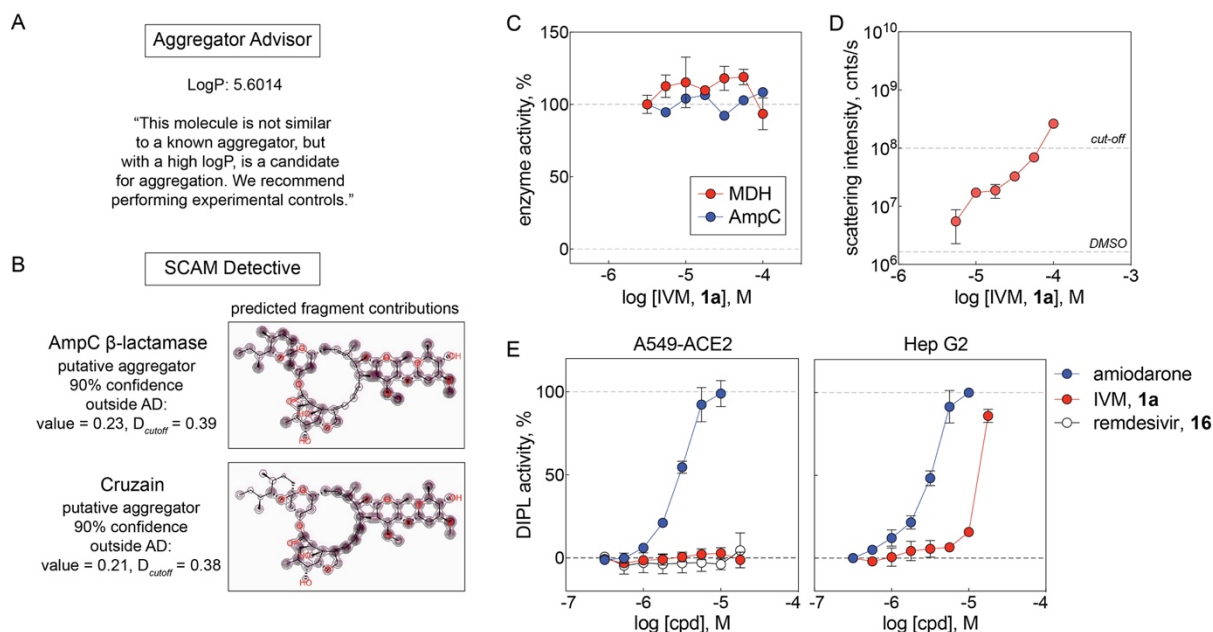 A
Aggregator Advisor
LogP: 5.6014
“This molecule is not similar
to a known aggregator, but
with a high logP, is a candidate
for aggregation. We recommend
performing experimental controls.”
B
SCAM Detective
predicted fragment contributions
AmpC β-lactamase
putative aggregator
90% confidence
outside AD:
value = 0.23, Dcutoff = 0.39
OH
HO
Cruzain
putative aggregator
90% confidence
outside AD:
value = 0.21, Dcutoff = 0.38
OH
HO
C
enzyme activity, %
150
100
50
0
MDH
AmpC
-6
-5
-4
log [IVM, 1a], M
D
scattering intensity, cnts/s
10^10
10^9
10^8
10^7
10^6
cut-off
DMSO
-6
-5
-4
-3
log [IVM, 1a], M
E
A549-ACE2
Hep G2
DIPL activity, %
100
50
0
-7
-6
-5
-4
log [cpd], M
-7
-6
-5
-4
log [cpd], M
amiodarone
IVM, 1a
remdesivir, 16